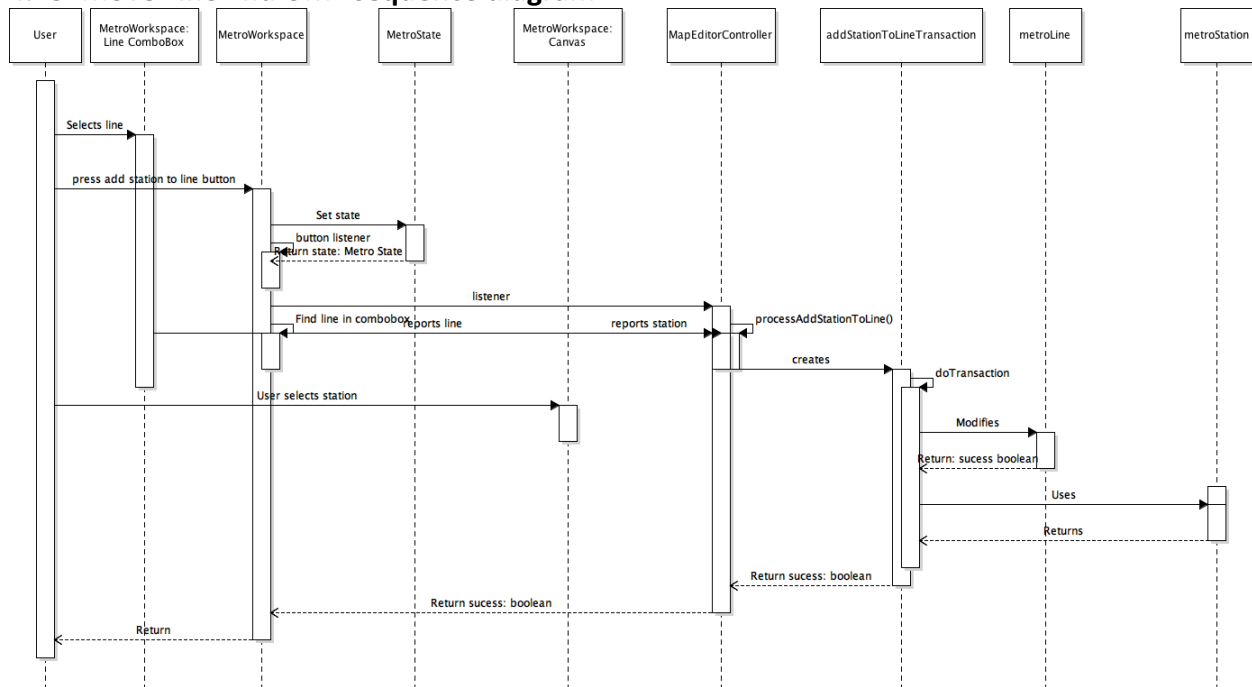 sequence diagram
User
MetroWorkspace:
Line ComboBox
MetroWorkspace
MetroState
MetroWorkspace:
Canvas
MapEditorController
addStationToLineTransaction
metroLine
metroStation
Selects line
press add station to line button
Set state
button listener
Return state: Metro State
listener
Find line in combobox
reports line
reports station
processAddStationToLine()
creates
doTransaction
User selects station
Modifies
Return: sucess boolean
Uses
Returns
Return sucess: boolean
Return sucess: boolean
Return